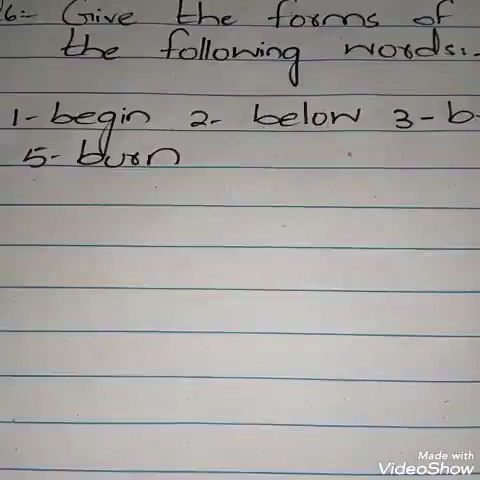 6:- Give the forms of
the following words:-
1- begin 2- below 3- b
5- burn
Made with
VideoShow